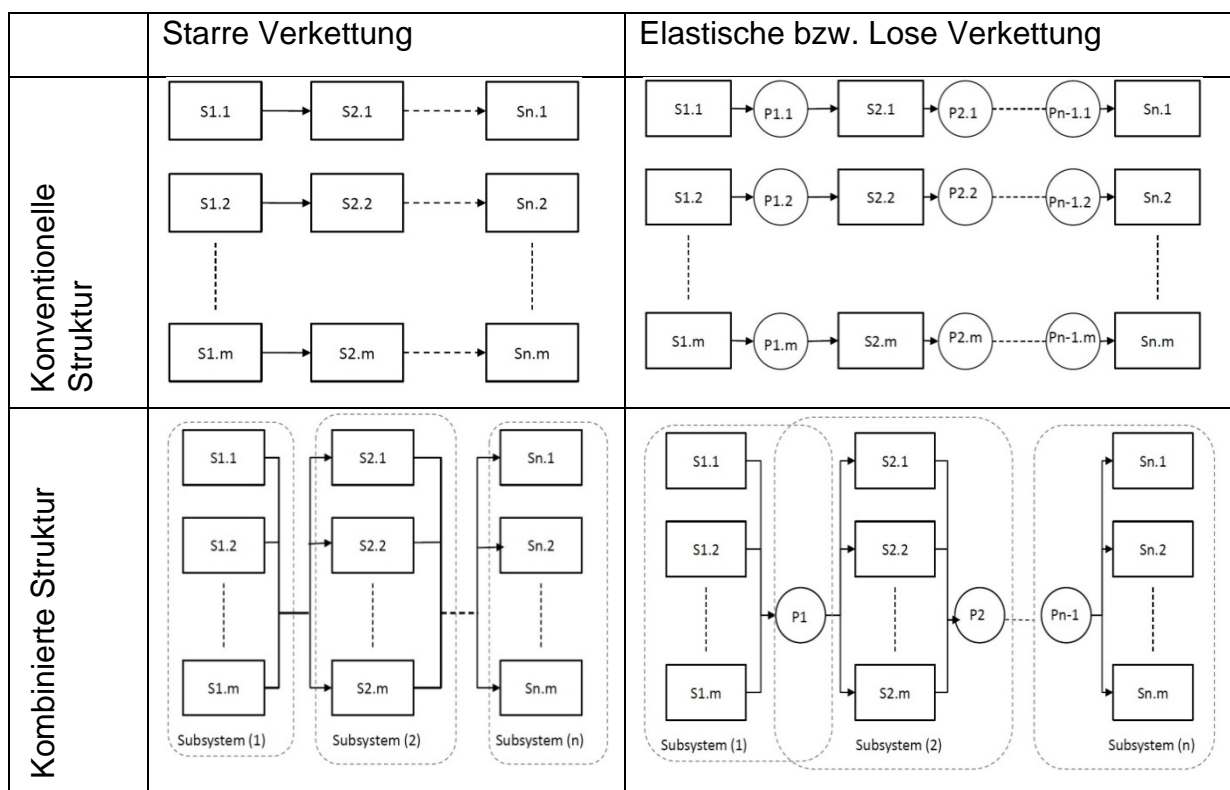 Starre Verkettung
Elastische bzw. Lose Verkettung
Konventionelle
Struktur
S1.1 S2.1 Sn.1
S1.2 S2.2 Sn.2
S1.m S2.m Sn.m
S1.1 P1.1 S2.1 P2.1 Pn-1.1 Sn.1
S1.2 P1.2 S2.2 P2.2 Pn-1.2 Sn.2
S1.m P1.m S2.m P2.m Pn-1.m Sn.m
Kombinierte Struktur
S1.1 S2.1 Sn.1
S1.2 S2.2 Sn.2
S1.m S2.m Sn.m
Subsystem (1) Subsystem (2) Subsystem (n)
S1.1 S2.1 Sn.1
S1.2 S2.2 Sn.2
P1 P2 Pn-1
S1.m S2.m Sn.m
Subsystem (1) Subsystem (2) Subsystem (n)